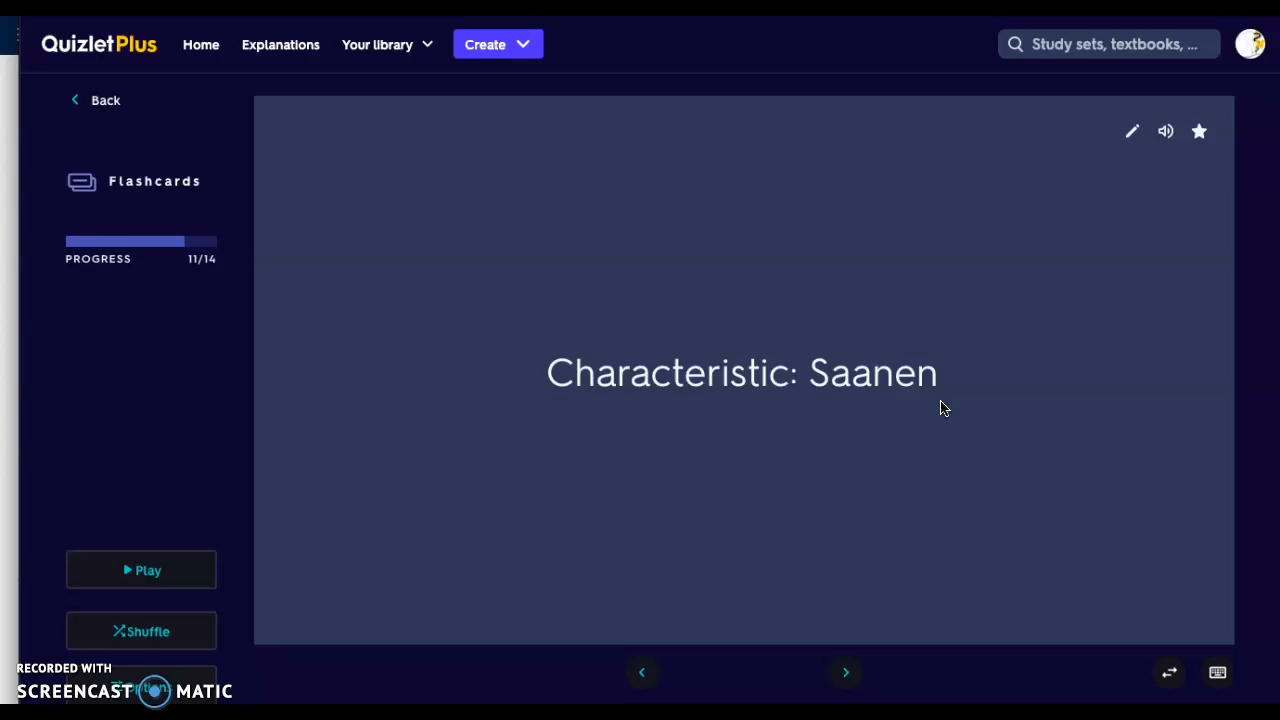 QuizletPlus Home Explanations Your library Create Study sets, textbooks, ...
Back
Flashcards
PROGRESS 11/14
Characteristic: Saanen
Play
Shuffle
RECORDED WITH
SCREENCAST MATIC